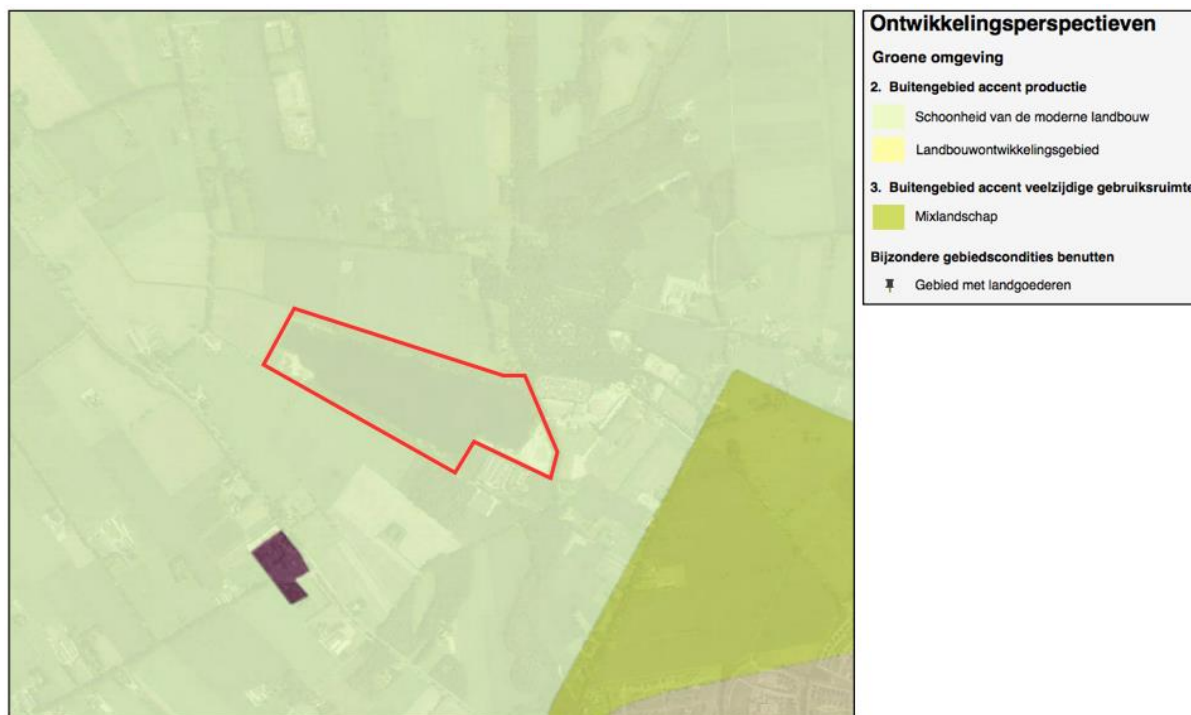 Ontwikkelingsperspectieven
Groene omgeving
2. Buitengebied accent productie
Schoonheid van de moderne landbouw
Landbouwontwikkelingsgebied
3. Buitengebied accent veelzijdige gebruiksruimte
Mixlandschap
Bijzondere gebiedscondities benutten
Gebied met landgoederen